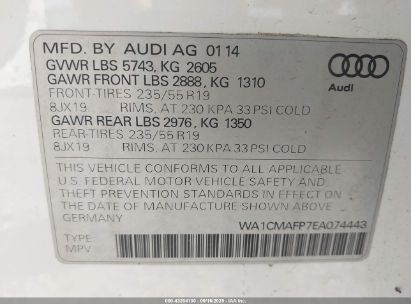 MFD. BY AUDI AG 01 14
GVWR LBS 5743, KG 2605
GAWR FRONT LBS 2888, KG 1310
FRONT-TIRES 235/55 R19
8JX19 RIMS, AT 230 KPA 33 PSI COLD
GAWR REAR LBS 2976, KG 1350
REAR-TIRES 235/55 R19
8JX19 RIMS, AT 230 KPA 33 PSI COLD
Audi
THIS VEHICLE CONFORMS TO ALL APPLICABLE
U.S. FEDERAL MOTOR VEHICLE SAFETY AND
THEFT PREVENTION STANDARDS IN EFFECT ON
THE DATE OF MANUFACTURE SHOWN ABOVE
GERMANY
WA1CMAFP7EA074443
TYPE
MPV